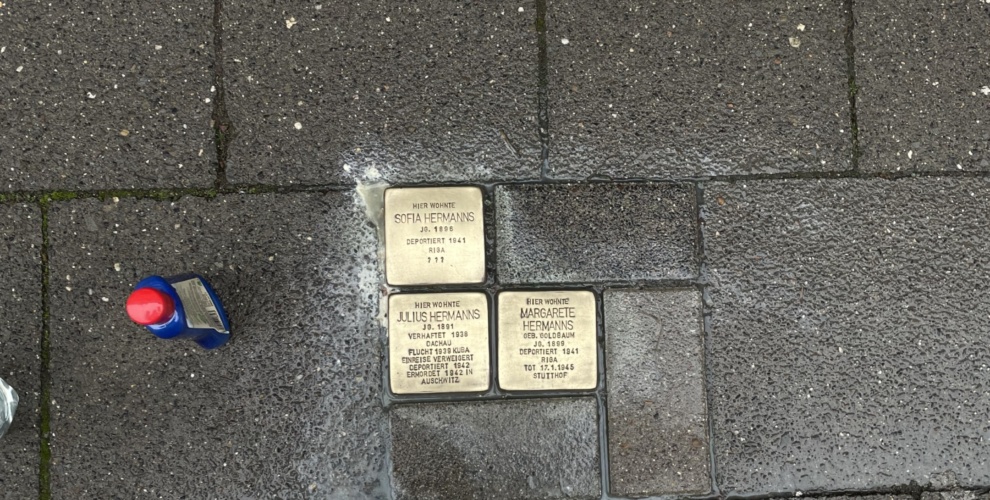 HIER WOHNTE
SOFIA HERMANNS
JG. 1896
DEPORTIERT 1941
RIGA
? ? ?
HIER WOHNTE
JULIUS HERMANNS
JG. 1891
VERHAFTET 1938
DACHAU
FLUCHT 1939 KUBA
EINREISE VERWEIGERT
DEPORTIERT 1942
ERMORDET 1942 IN
AUSCHWITZ
HIER WOHNTE
MARGARETE
HERMANNS
GEB. GOLDBAUM
JG. 1899
DEPORTIERT 1941
RIGA
TOT 17.1.1945
STUTTHOF